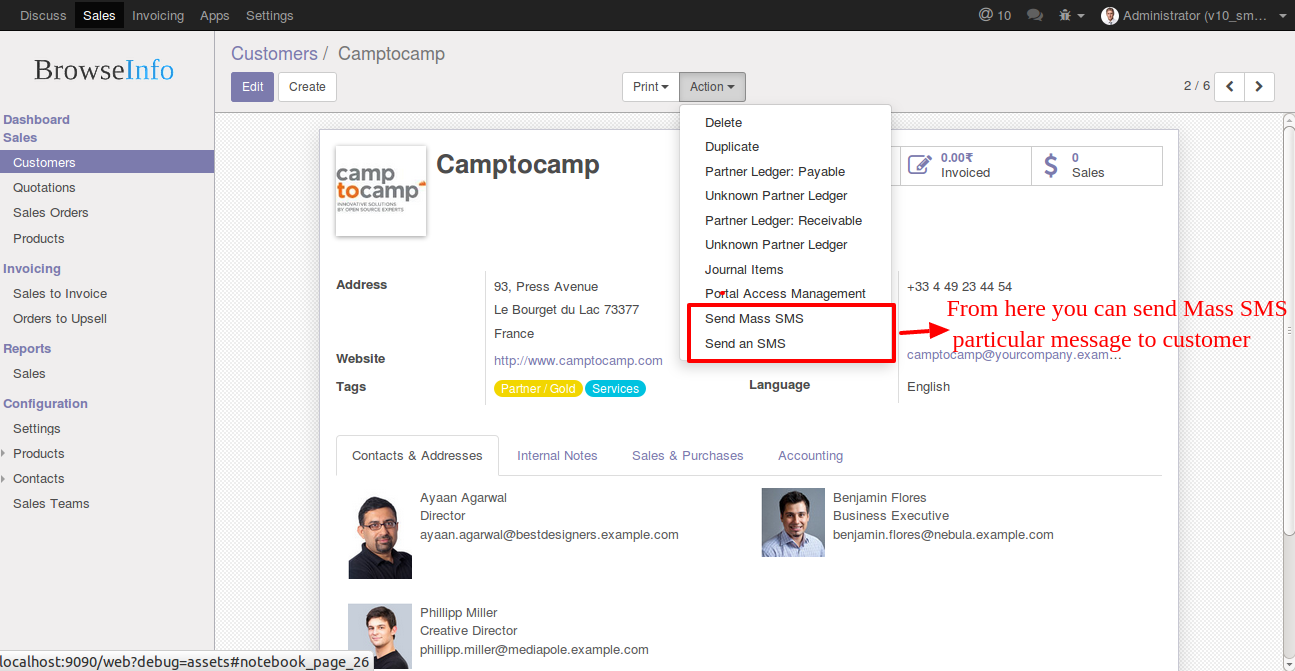 Discuss Sales Invoicing Apps Settings
@ 10 Administrator (v10_sm...
BrowseInfo
Customers / Camptocamp
Edit Create
Print Action
2 / 6
Dashboard
Sales
Customers
Quotations
Sales Orders
Products
Invoicing
Sales to Invoice
Orders to Upsell
Reports
Sales
Configuration
Settings
Products
Contacts
Sales Teams
Delete
Duplicate
Partner Ledger: Payable
Unknown Partner Ledger
Partner Ledger: Receivable
Unknown Partner Ledger
Journal Items
Portal Access Management
Send Mass SMS
Send an SMS
camp
tocamp
INNOVATIVE SOLUTIONS
BY OPEN SOURCE EXPERTS
Camptocamp
0.00₹
Invoiced
$ 0
Sales
Address
93, Press Avenue
Le Bourget du Lac 73377
France
Website
http://www.camptocamp.com
Tags
Partner / Gold Services
+33 4 49 23 44 54
From here you can send Mass SMS
particular message to customer
camptocamp@yourcompany.exam...
Language
English
Contacts & Addresses Internal Notes Sales & Purchases Accounting
Ayaan Agarwal
Director
ayaan.agarwal@bestdesigners.example.com
Benjamin Flores
Business Executive
benjamin.flores@nebula.example.com
Phillipp Miller
Creative Director
phillipp.miller@mediapole.example.com
localhost:9090/web?debug=assets#notebook_page_26